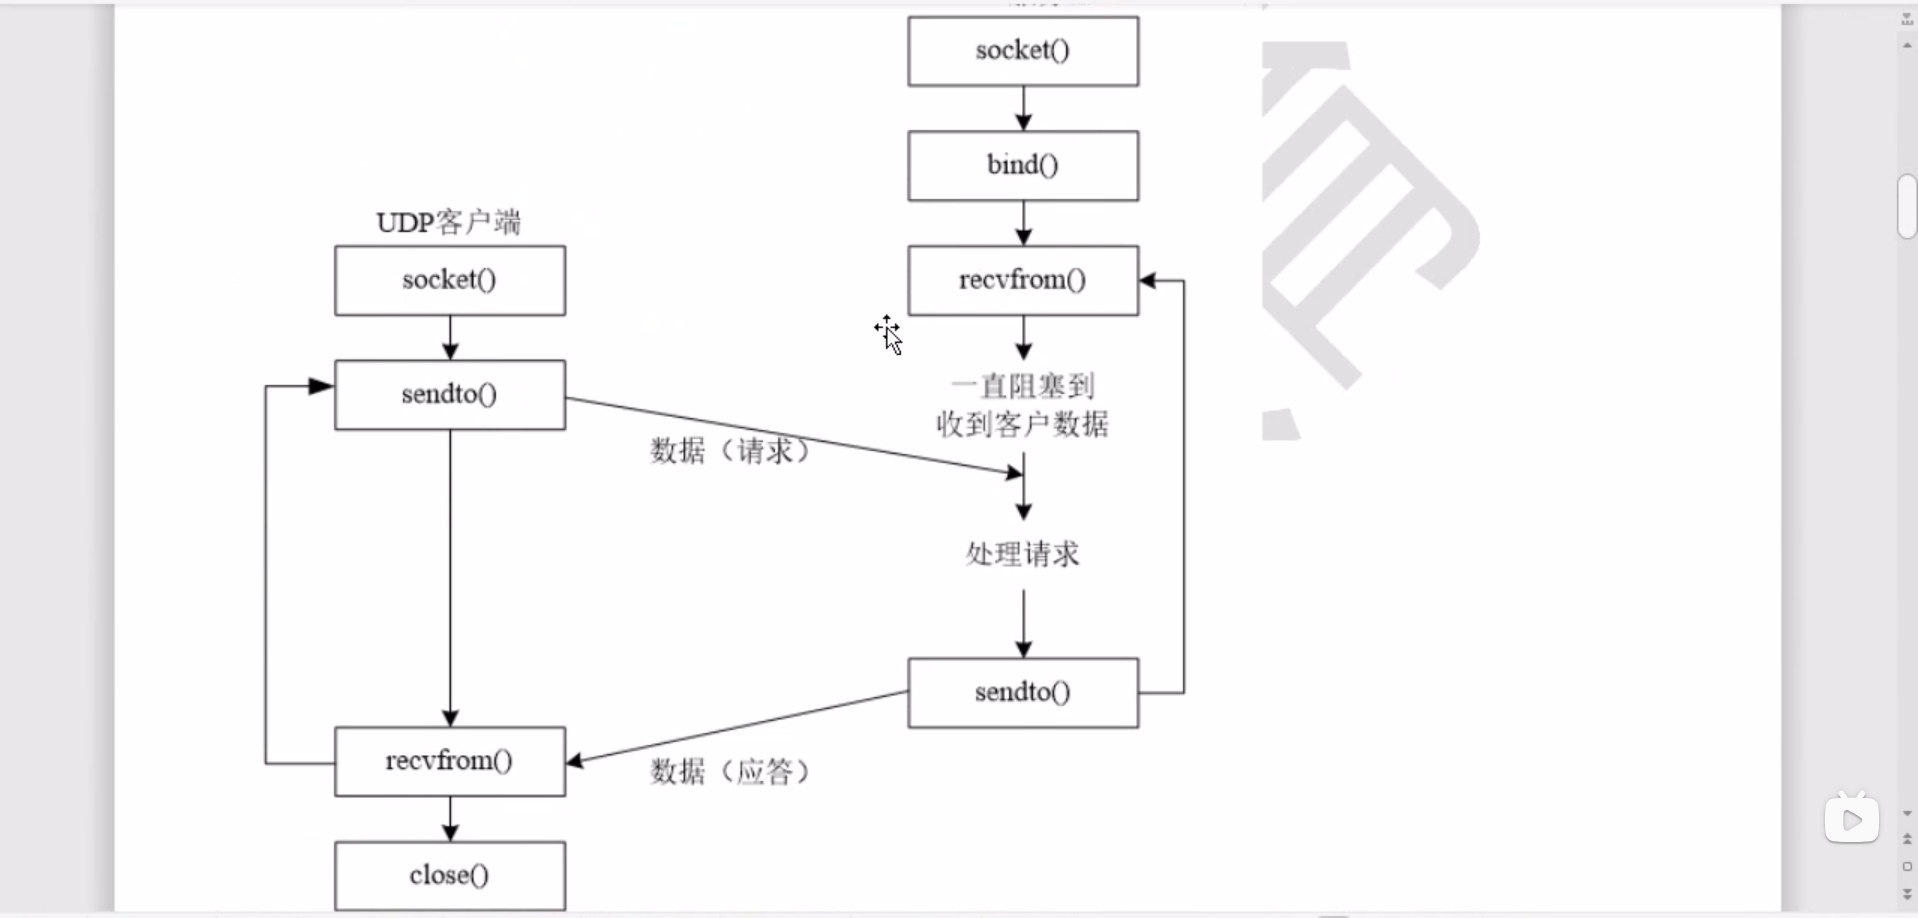 socket()
bind()
UDP客户端
socket()
recvfrom()
sendto()
一直阻塞到
收到客户数据
数据（请求）
处理请求
sendto()
recvfrom()
数据（应答）
close()